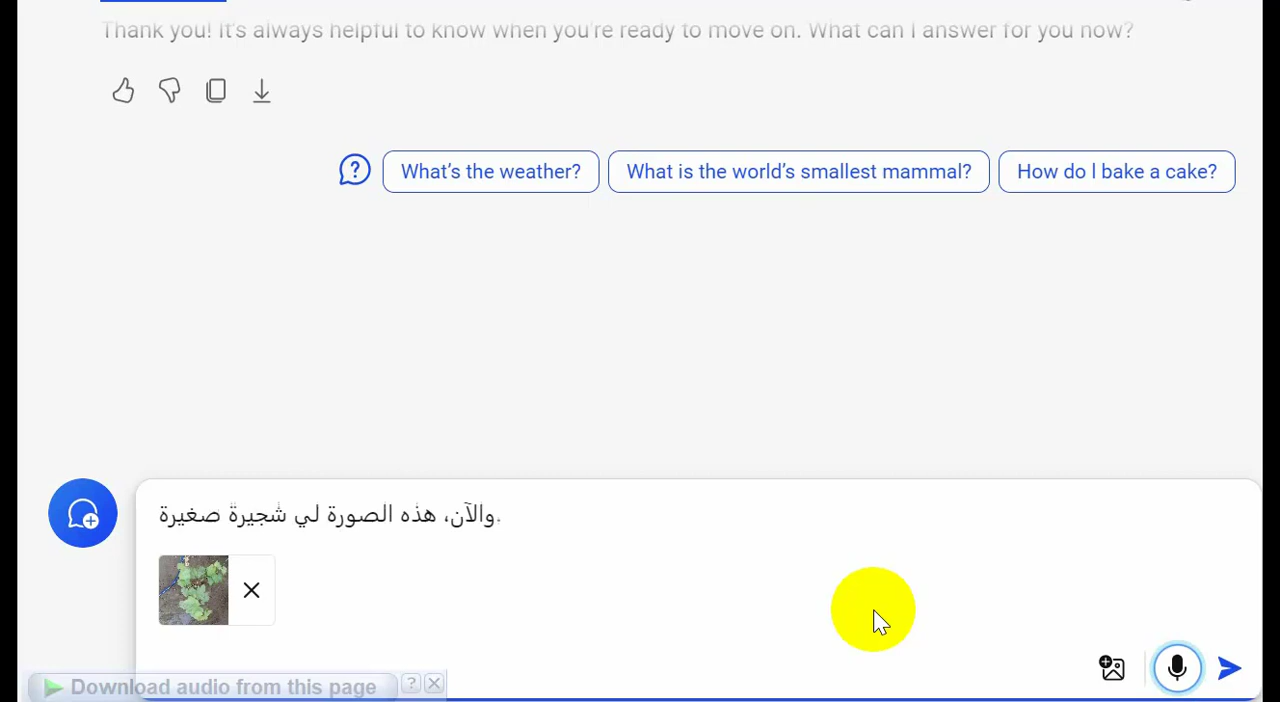 Thank you! It's always helpful to know when you're ready to move on. What can I answer for you now?
What's the weather?
What is the world's smallest mammal?
How do I bake a cake?
والآن، هذه الصورة لي شجيرة صغيرة.
Download audio from this page
?